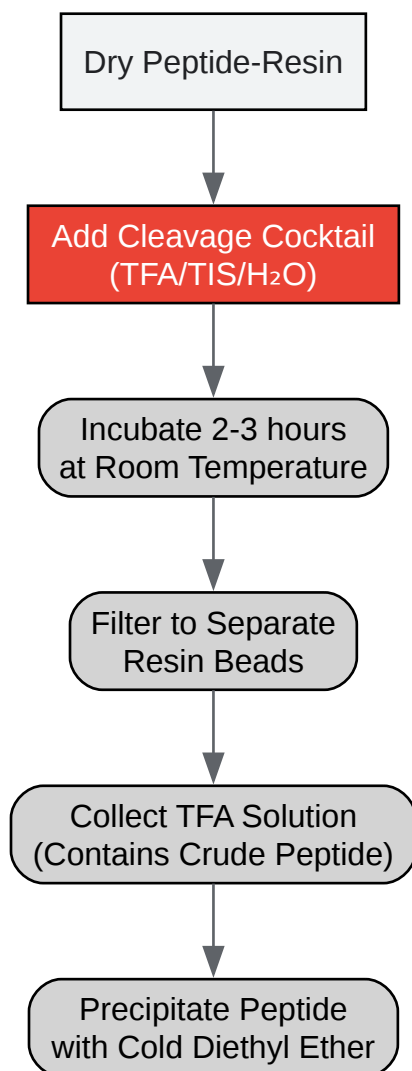 Dry Peptide-Resin
Add Cleavage Cocktail
(TFA/TIS/H₂O)
Incubate 2-3 hours
at Room Temperature
Filter to Separate
Resin Beads
Collect TFA Solution
(Contains Crude Peptide)
Precipitate Peptide
with Cold Diethyl Ether